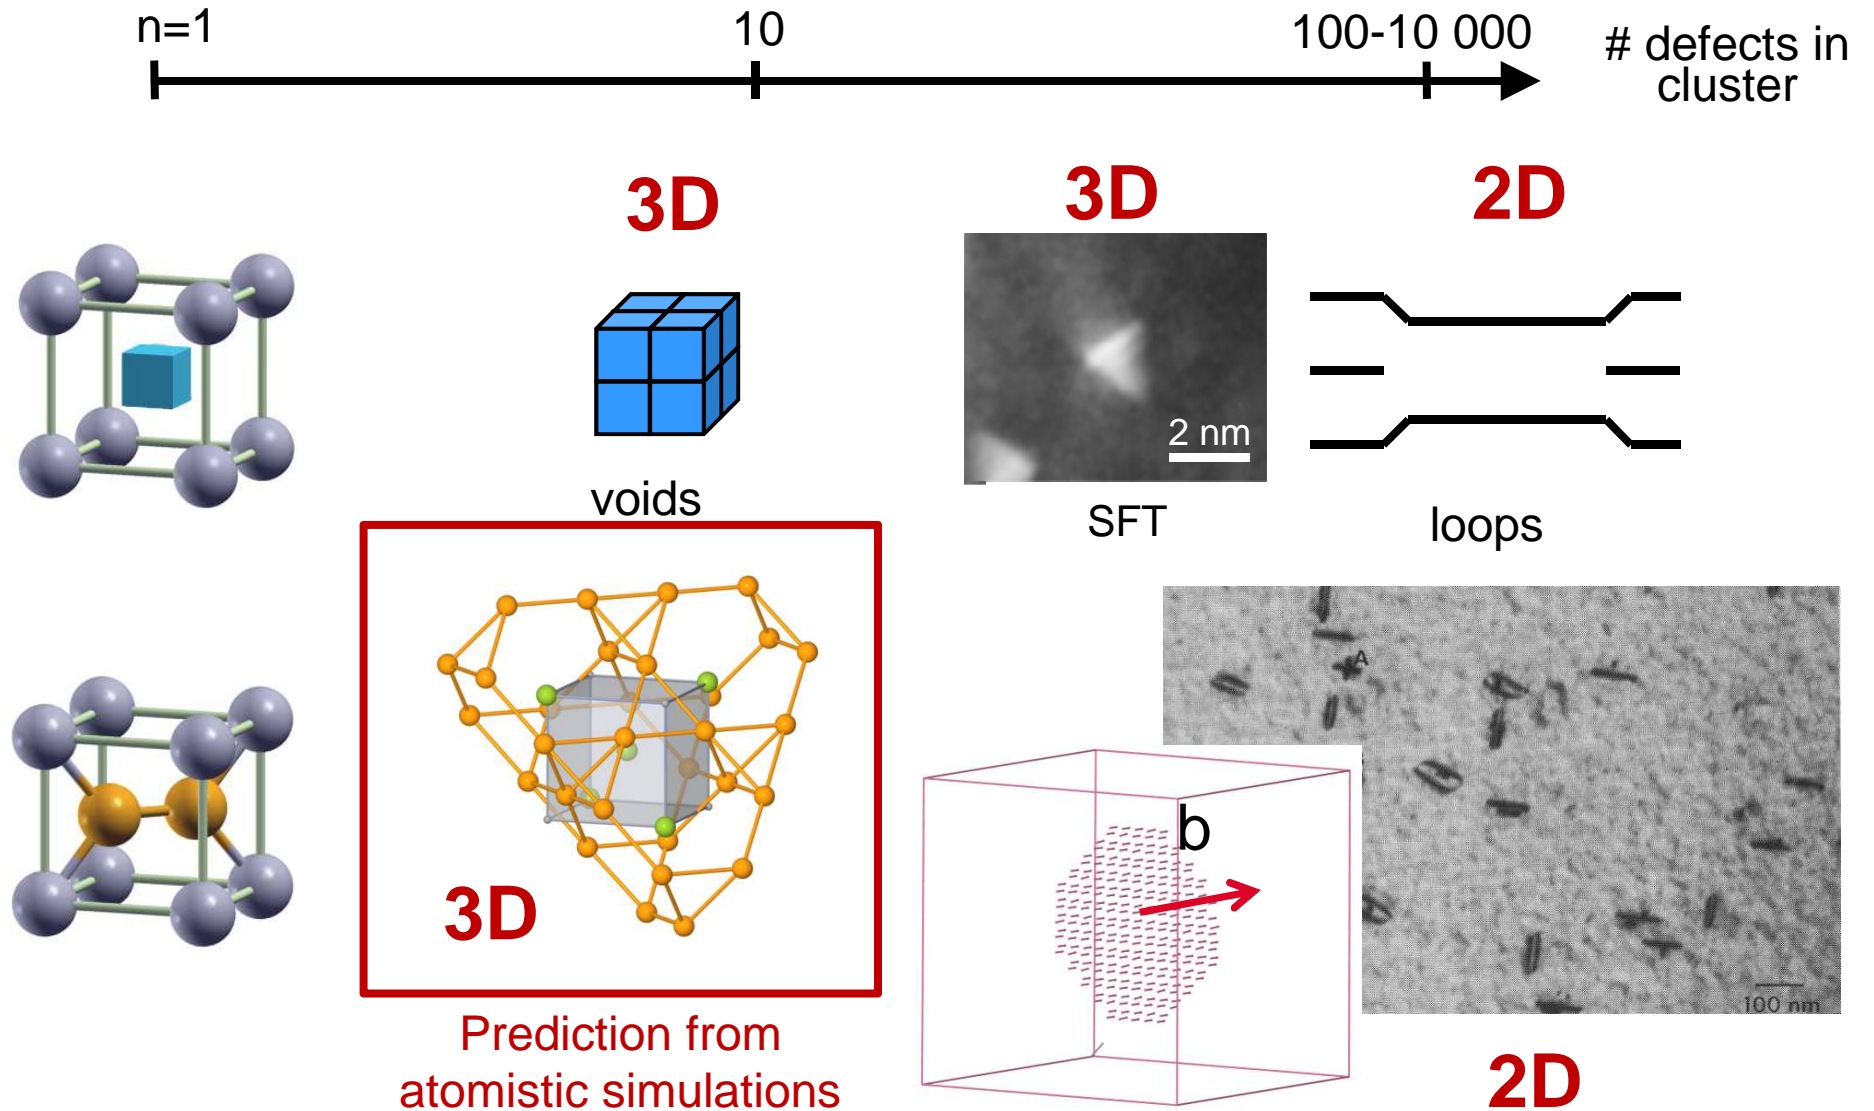 n=1
10
100-10 000
# defects in
cluster
3D
3D
2D
2 nm
voids
SFT
loops
A
b
3D
100 nm
Prediction from
atomistic simulations
2D